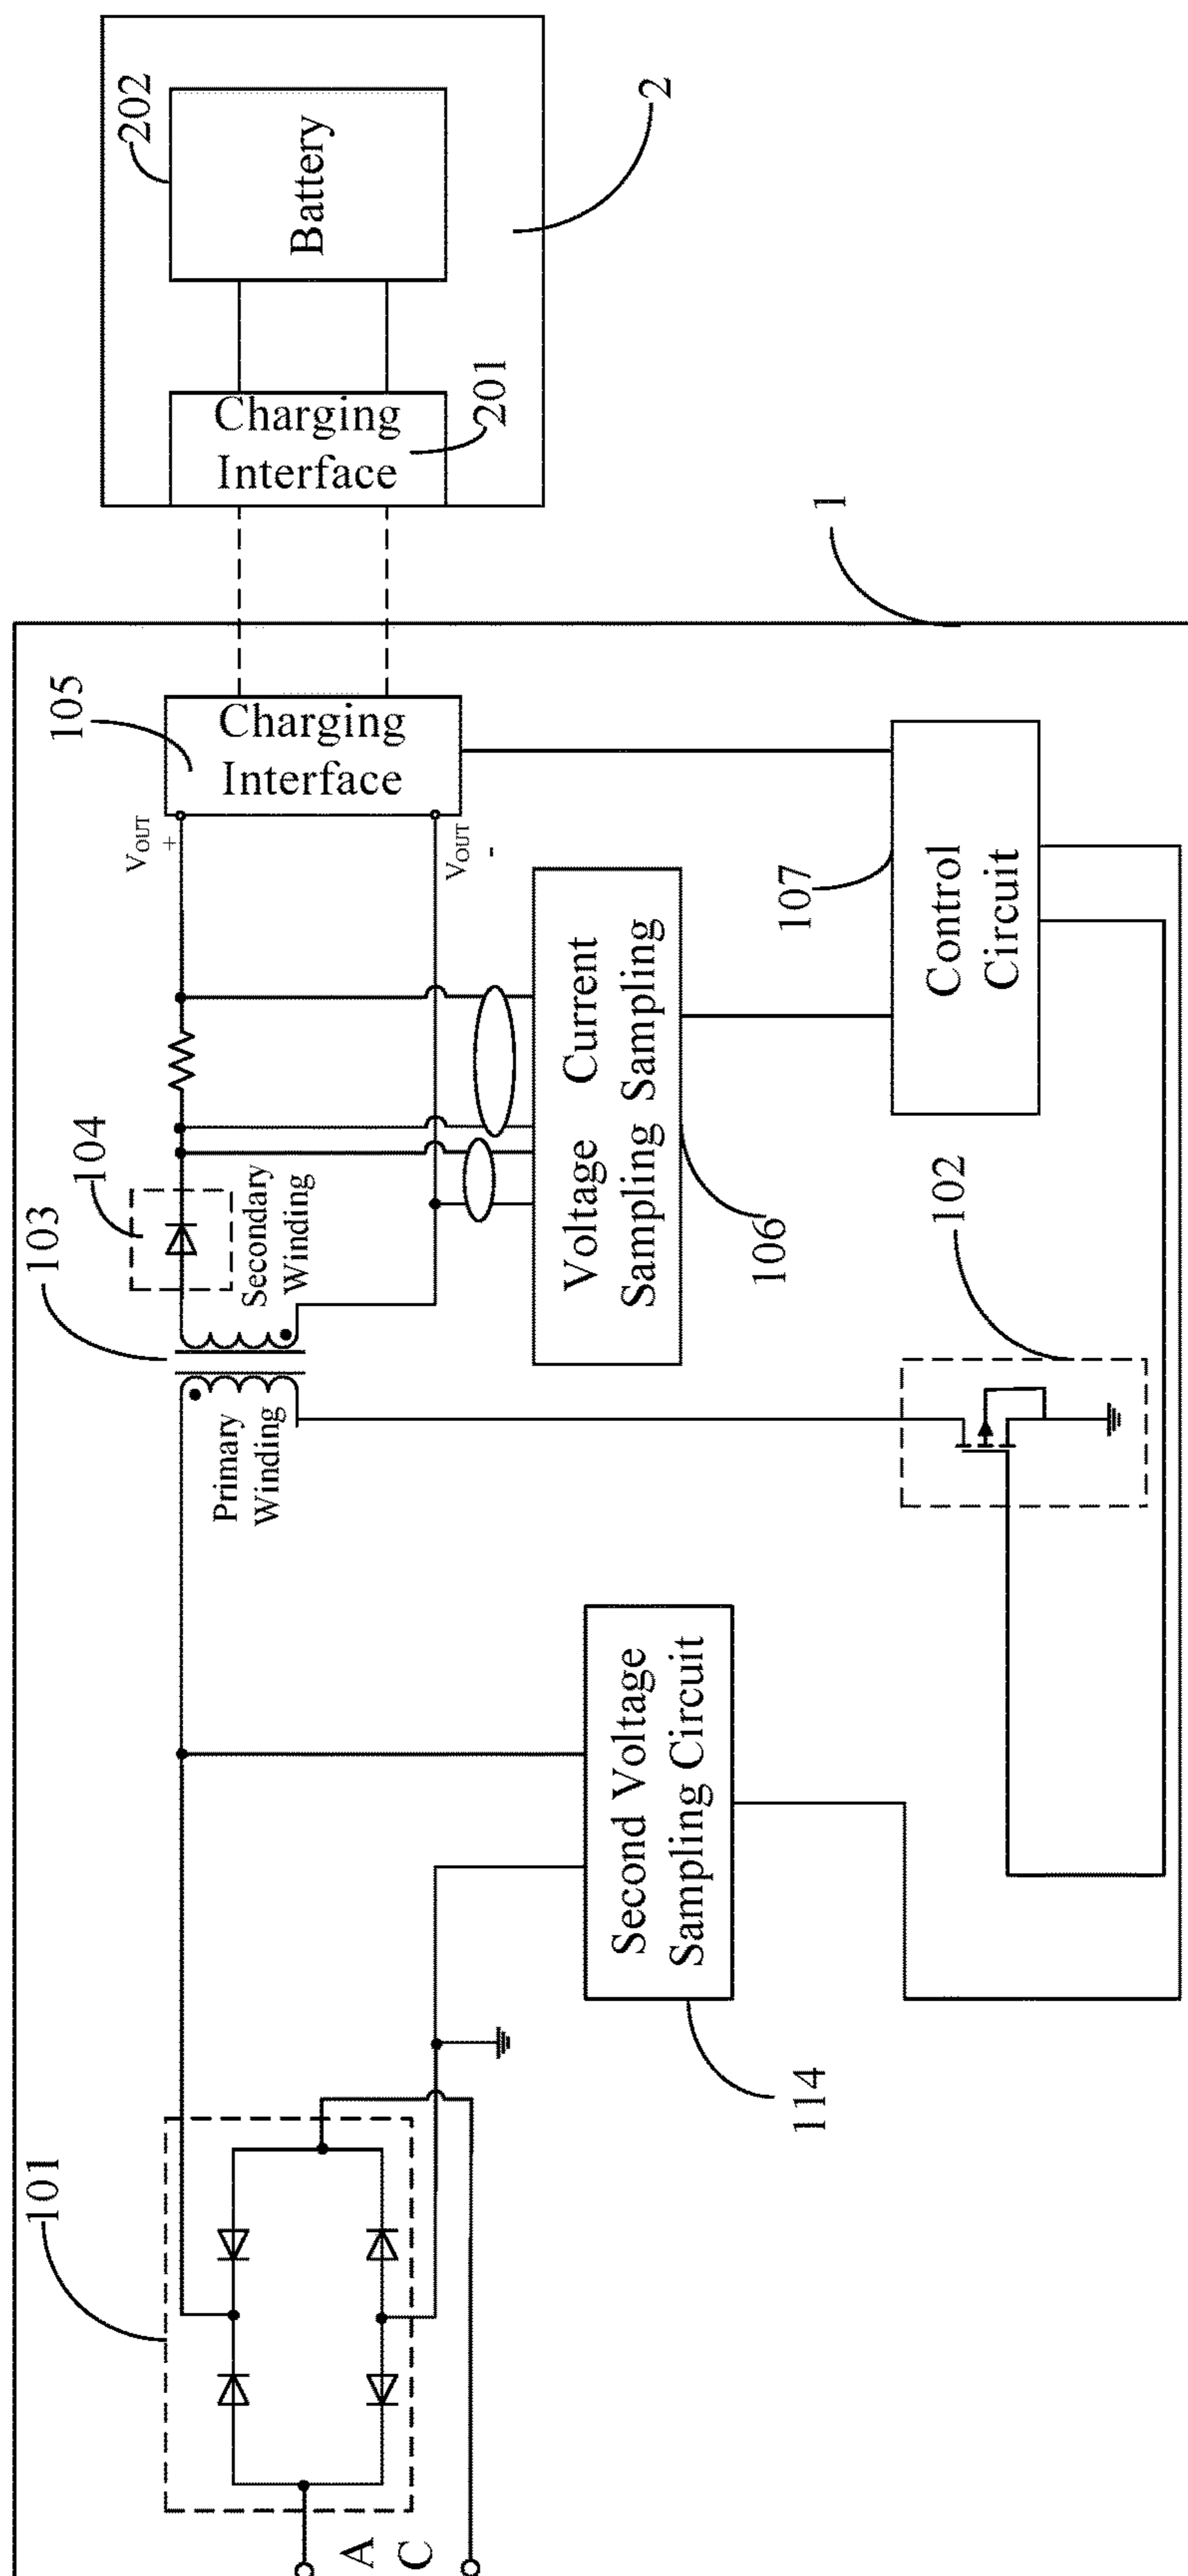 2
202
Battery
Charging
Interface
201
1
105
Charging
Interface
VOUT
+
VOUT
-
107
Control
Circuit
Current
Sampling
Voltage
Sampling
106
104
103
Secondary
Winding
Primary
Winding
102
Second Voltage
Sampling Circuit
114
101
A
C